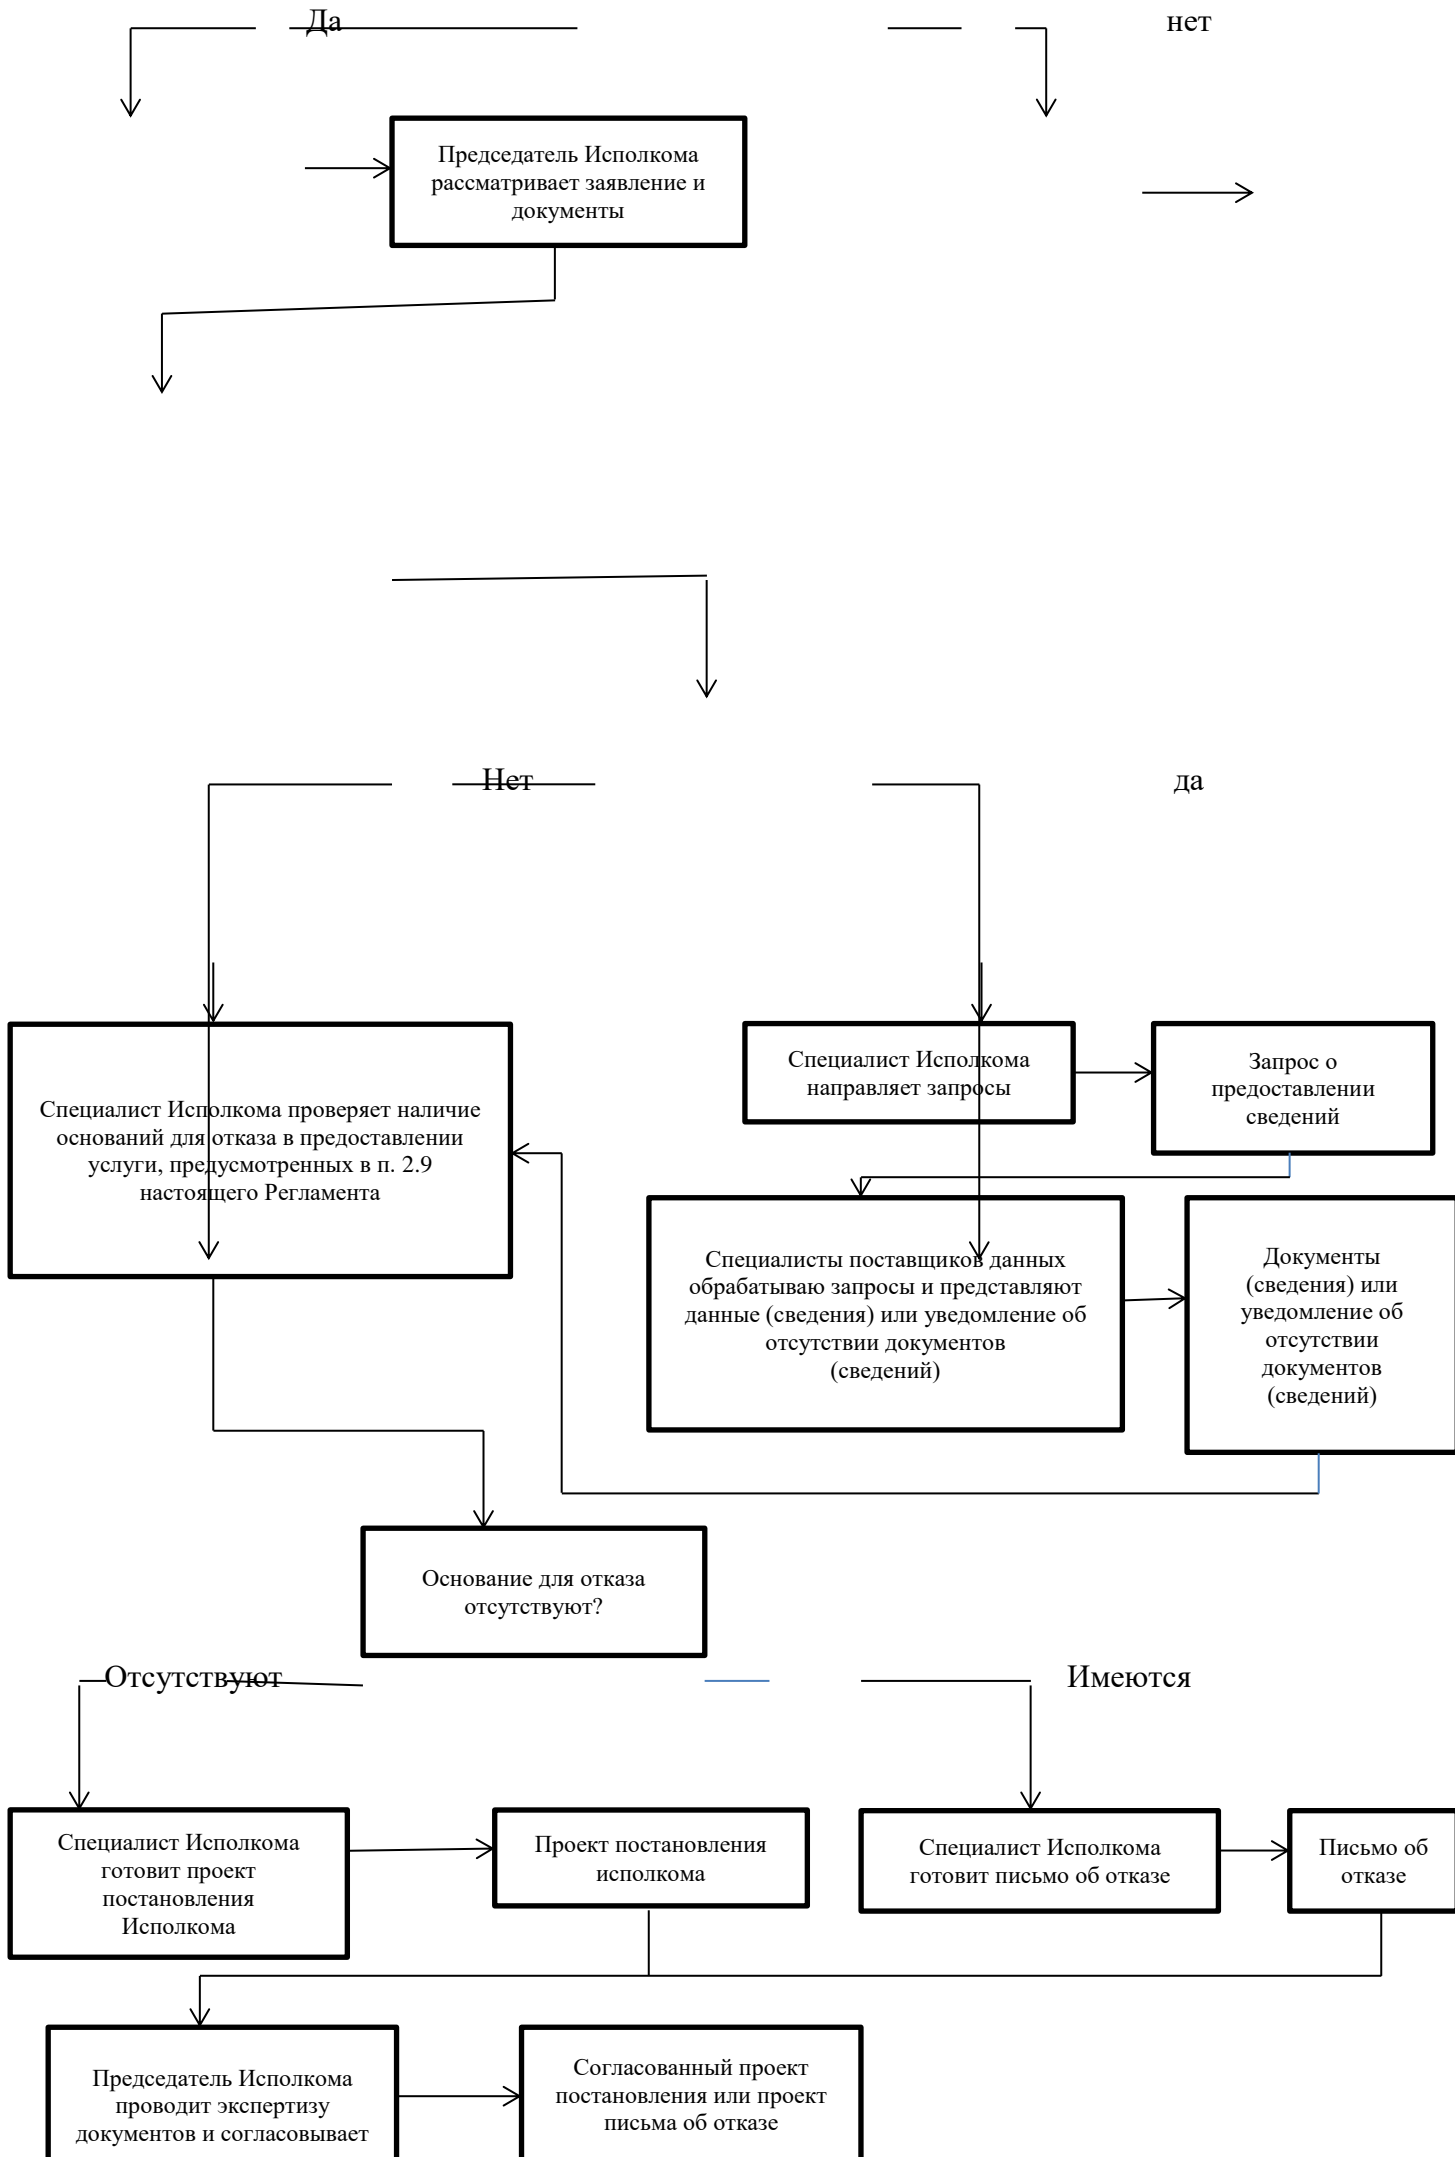 Да
нет
Председатель Исполкома
рассматривает заявление и
документы
Нет
да
Специалист Исполкома проверяет наличие
оснований для отказа в предоставлении
услуги, предусмотренных в п. 2.9
настоящего Регламента
Специалист Исполкома
направляет запросы
Запрос о
предоставлении
сведений
Специалисты поставщиков данных
обрабатываю запросы и представляют
данные (сведения) или уведомление об
отсутствии документов
(сведений)
Документы
(сведения) или
уведомление об
отсутствии
документов
(сведений)
Основание для отказа
отсутствуют?
Отсутствуют
Имеются
Специалист Исполкома
готовит проект
постановления
Исполкома
Проект постановления
исполкома
Специалист Исполкома
готовит письмо об отказе
Письмо об
отказе
Председатель Исполкома
проводит экспертизу
документов и согласовывает
Согласованный проект
постановления или проект
письма об отказе